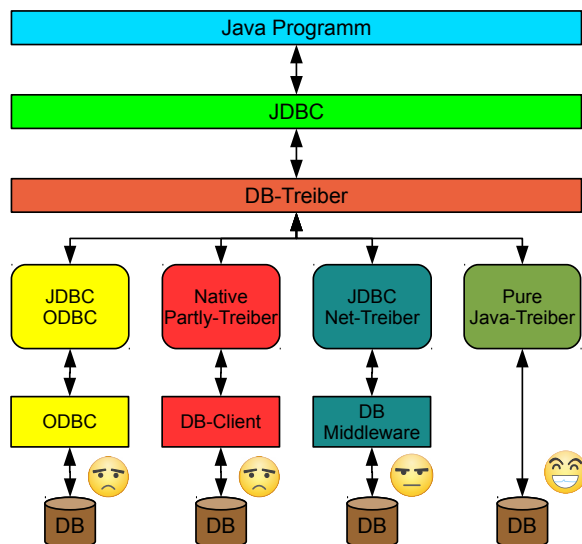 Java Programm
JDBC
DB-Treiber
JDBC
ODBC
Native
Partly-Treiber
JDBC
Net-Treiber
Pure
Java-Treiber
ODBC
DB-Client
DB
Middleware
DB
DB
DB
DB